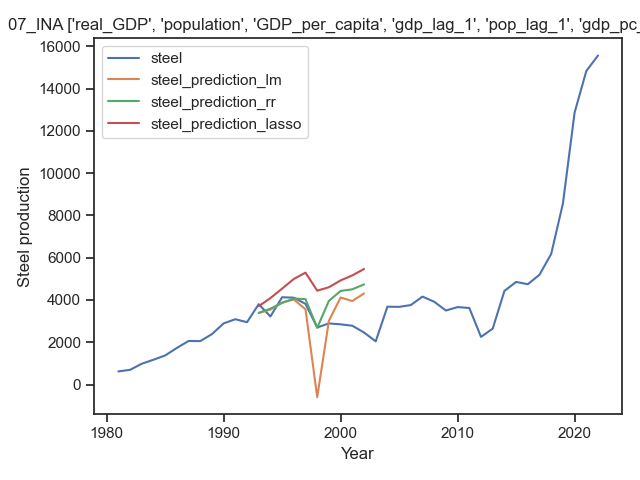 07_INA ['real_GDP', 'population', 'GDP_per_capita', 'gdp_lag_1', 'pop_lag_1', 'gdp_pc_
16000
14000
12000
10000
8000
6000
4000
2000
0
Steel production
steel
steel_prediction_lm
steel_prediction_rr
steel_prediction_lasso
1980 1990 2000 2010 2020
Year